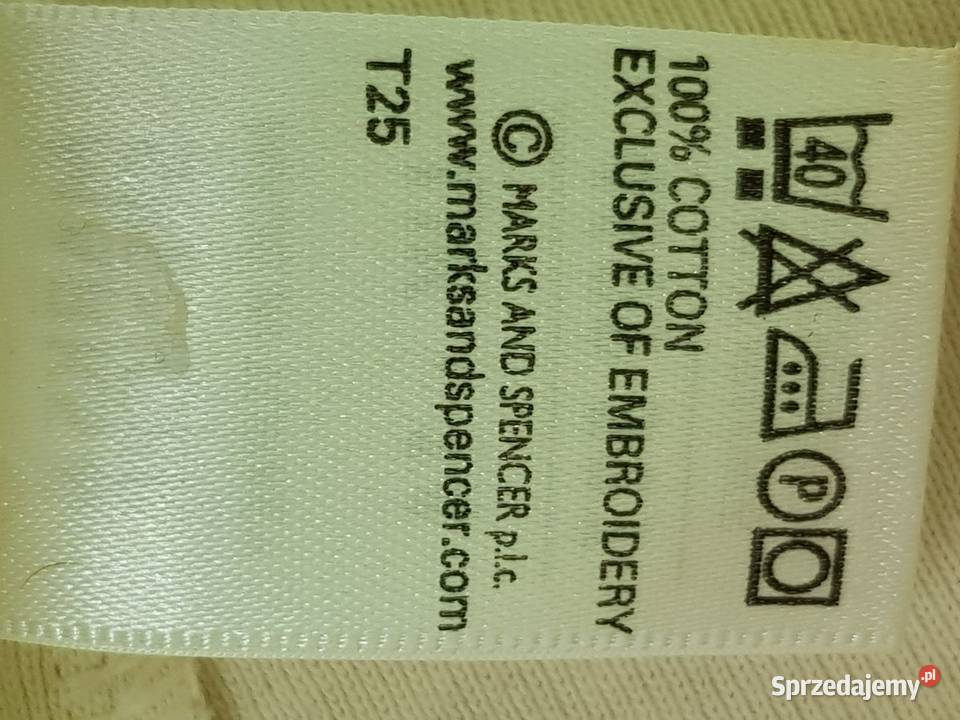 40
P
100% COTTON
EXCLUSIVE OF EMBROIDERY
© MARKS AND SPENCER p.l.c.
www.marksandspencer.com
T25
Sprzedajemy.pl